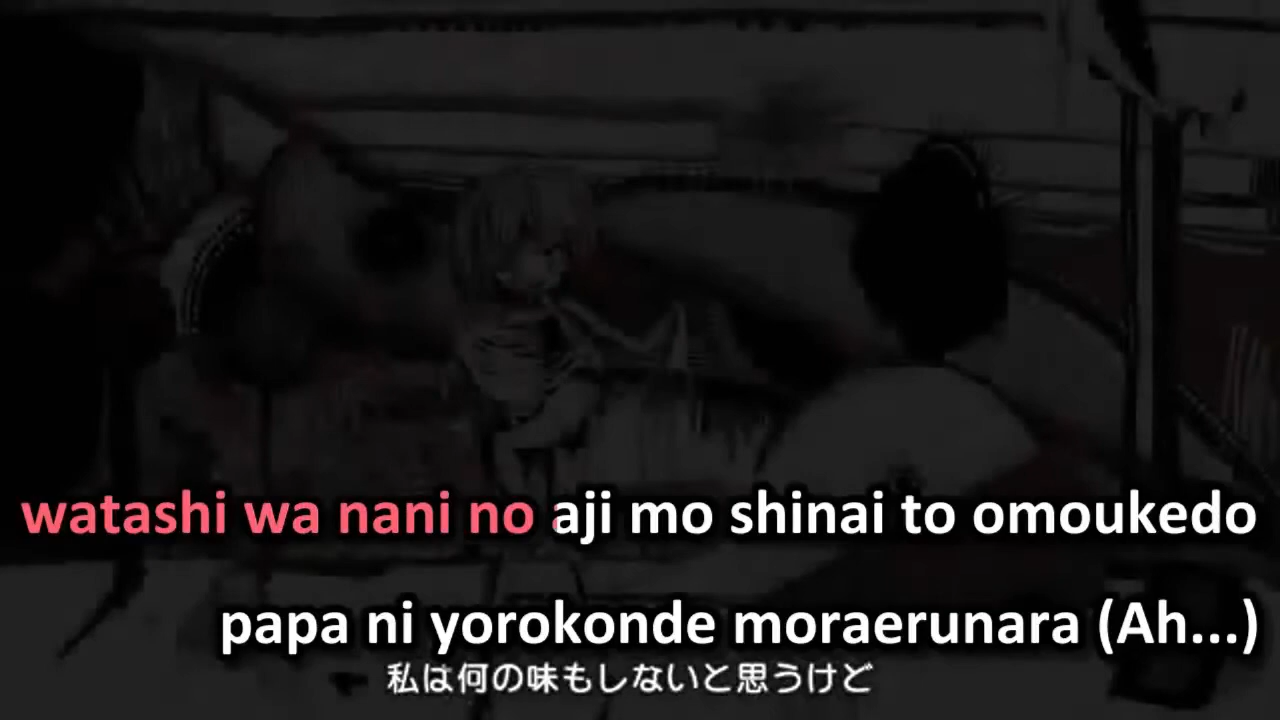 watashi wa nani no aji mo shinai to omoukedo
papa ni yorokonde moraerunara (Ah...)
私は何の味もしないと思うけど